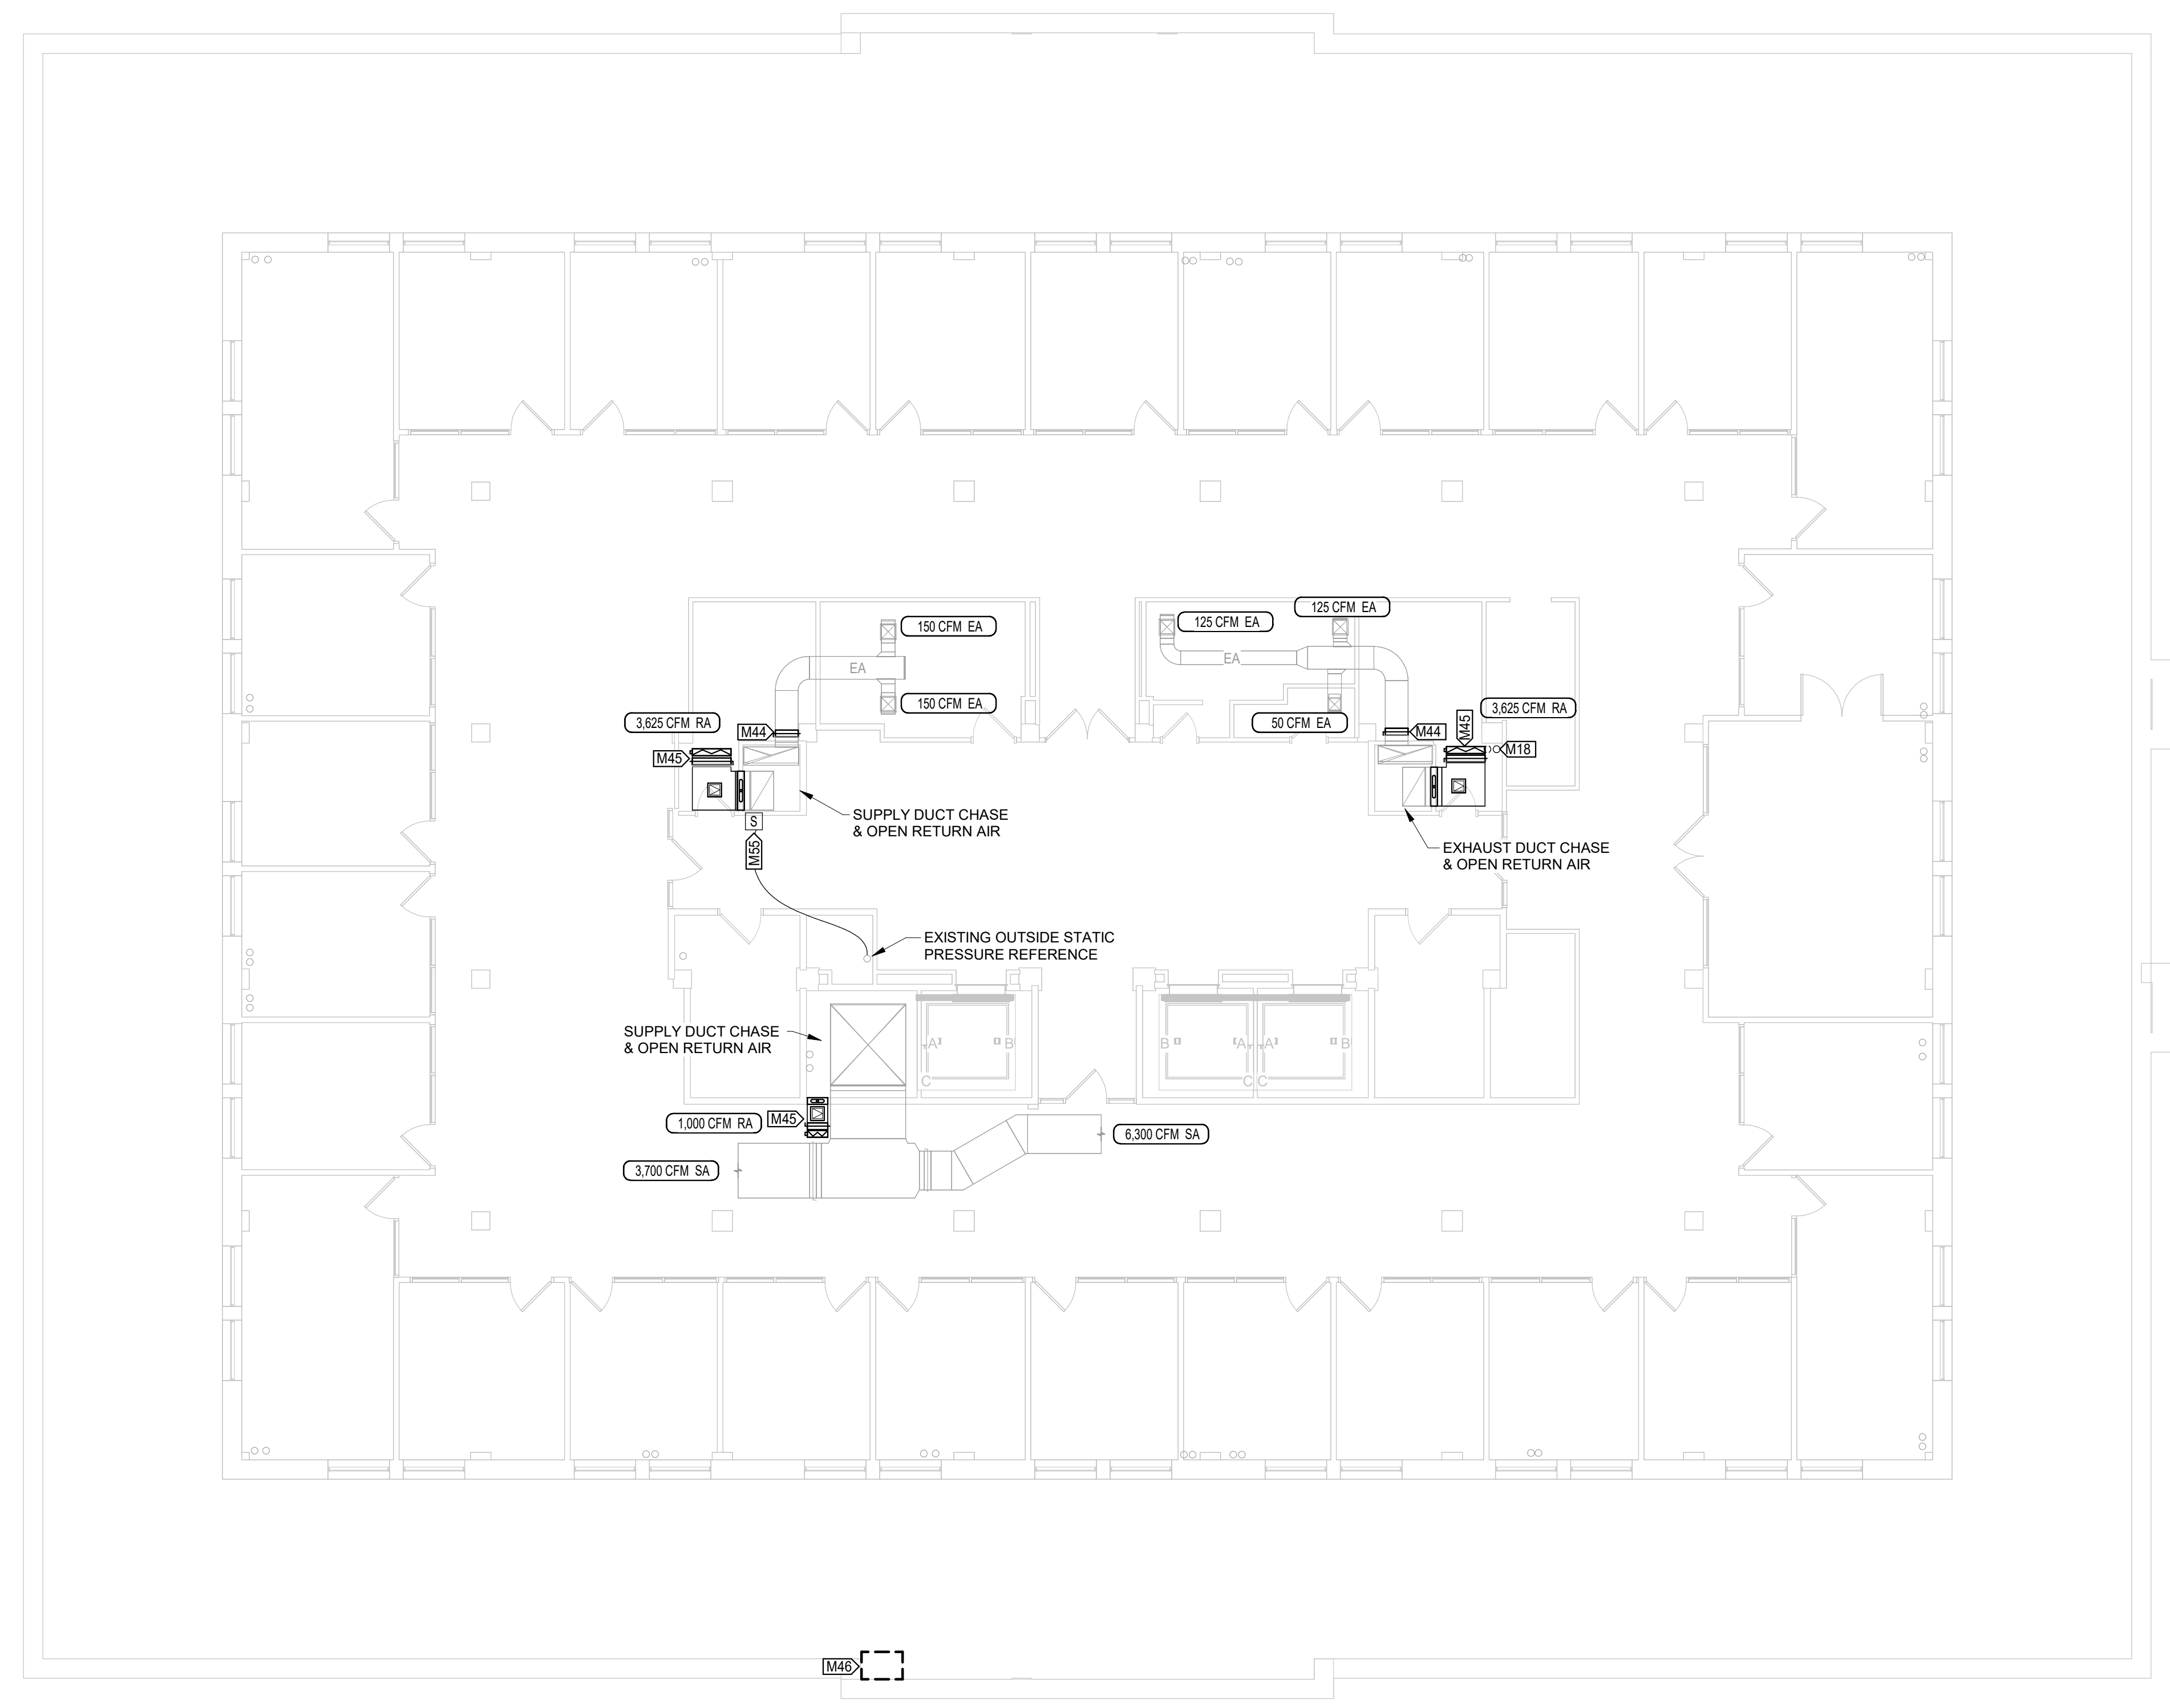 125 CFM EA
150 CFM EA
125 CFM EA
EA
EA
150 CFM EA
3,625 CFM RA
50 CFM EA
3,625 CFM RA
M44
M44
M45
M45
M18
SUPPLY DUCT CHASE
& OPEN RETURN AIR
S
M55
EXHAUST DUCT CHASE
& OPEN RETURN AIR
EXISTING OUTSIDE STATIC
PRESSURE REFERENCE
SUPPLY DUCT CHASE
& OPEN RETURN AIR
A
B
B
A
A
B
C
C
C
1,000 CFM RA
M45
6,300 CFM SA
3,700 CFM SA
M46